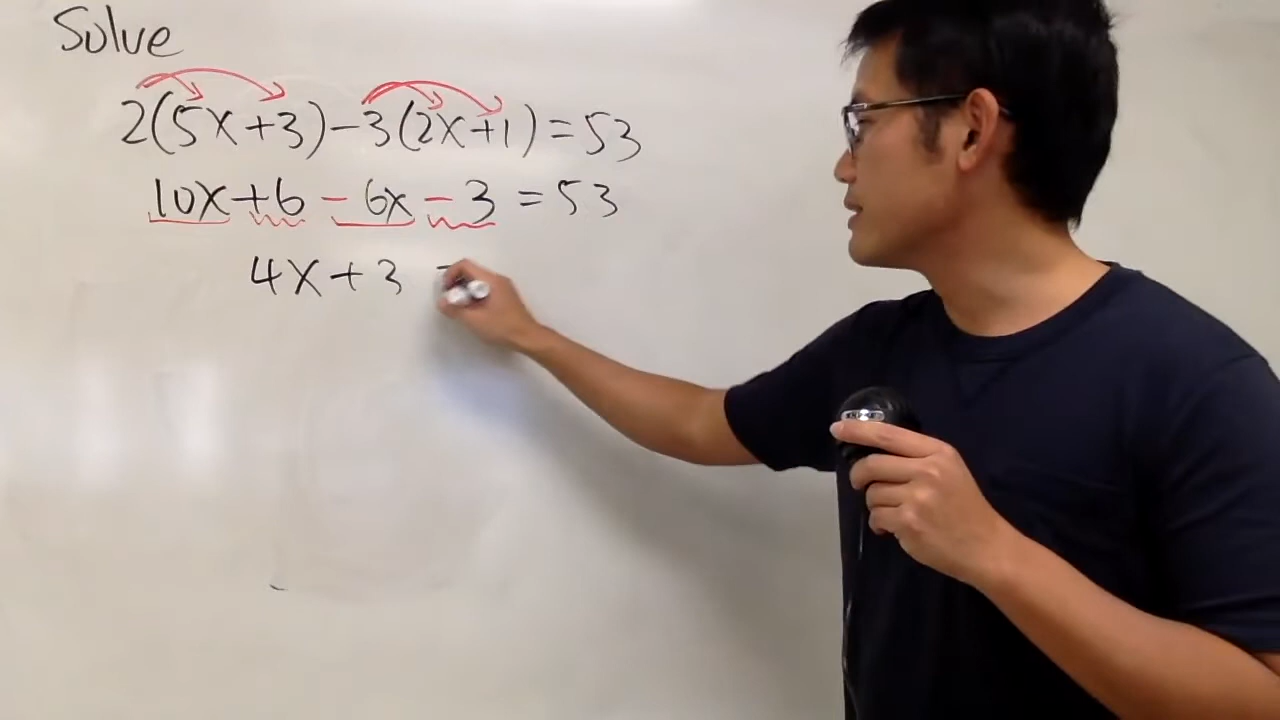 Solve
2(5x+3)-3(2x+1)=53
10x+6-6x-3=53
4x+3=